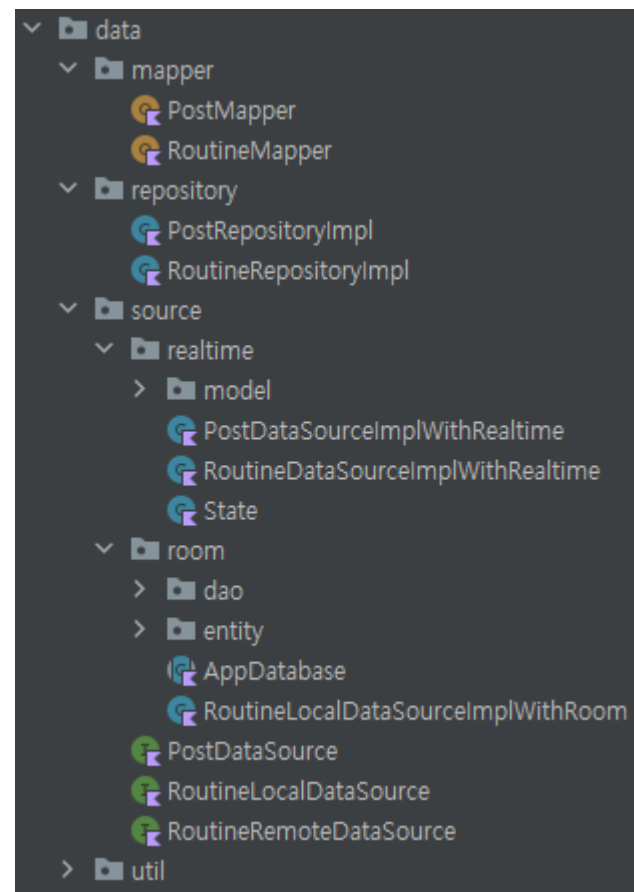 data
mapper
PostMapper
RoutineMapper
repository
PostRepositoryImpl
RoutineRepositoryImpl
source
realtime
model
PostDataSourceImplWithRealtime
RoutineDataSourceImplWithRealtime
State
room
dao
entity
AppDatabase
RoutineLocalDataSourceImplWithRoom
PostDataSource
RoutineLocalDataSource
RoutineRemoteDataSource
util